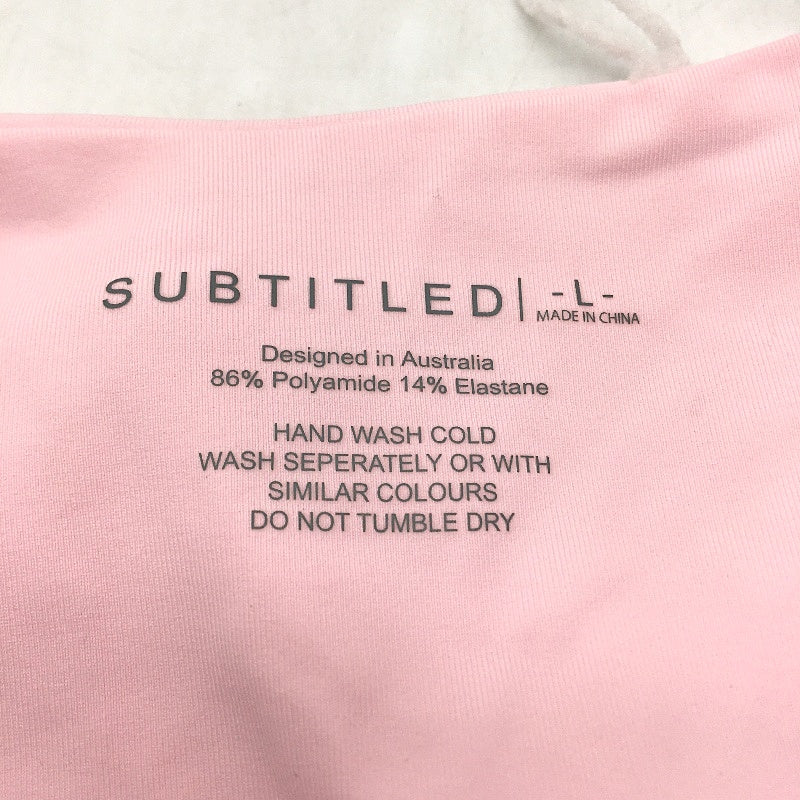 SUBTITLED | -L-
MADE IN CHINA
Designed in Australia
86% Polyamide 14% Elastane
HAND WASH COLD
WASH SEPERATELY OR WITH
SIMILAR COLOURS
DO NOT TUMBLE DRY